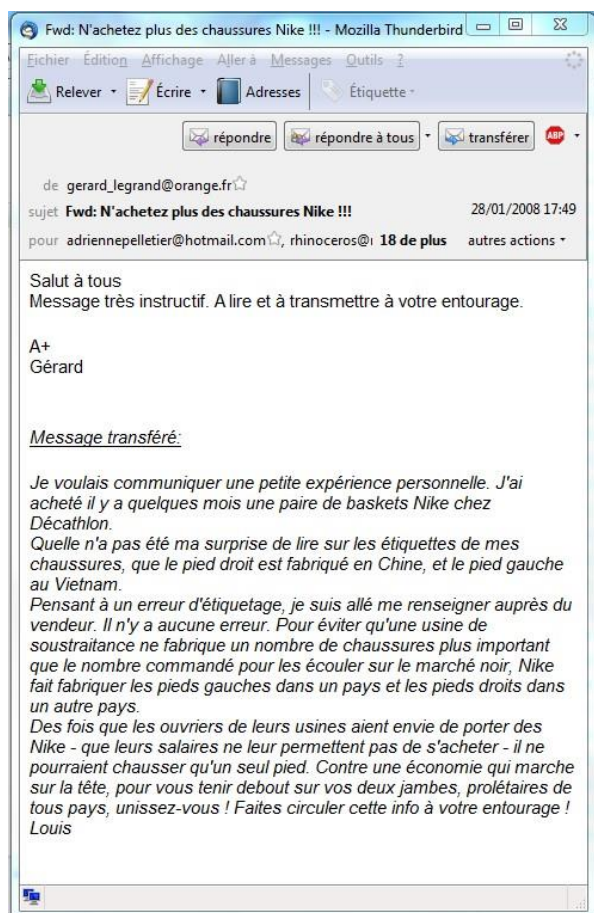 Fwd: N'achetez plus des chaussures Nike !!! - Mozilla Thunderbird
Fichier Édition Affichage Aller à Messages Outils ?
Relever Écrire Adresses Étiquette
répondre répondre à tous transférer ABP
de gerard_legrand@orange.fr
sujet Fwd: N'achetez plus des chaussures Nike !!! 28/01/2008 17:49
pour adriennepelletier@hotmail.com, rhinoceros@ 18 de plus autres actions
Salut à tous
Message très instructif. A lire et à transmettre à votre entourage.
A+
Gérard
Message transféré:
Je voulais communiquer une petite expérience personnelle. J'ai
acheté il y a quelques mois une paire de baskets Nike chez
Décathlon.
Quelle n'a pas été ma surprise de lire sur les étiquettes de mes
chaussures, que le pied droit est fabriqué en Chine, et le pied gauche
au Vietnam.
Pensant à un erreur d'étiquetage, je suis allé me renseigner auprès du
vendeur. Il n'y a aucune erreur. Pour éviter qu'une usine de
soustraitance ne fabrique un nombre de chaussures plus important
que le nombre commandé pour les écouler sur le marché noir, Nike
fait fabriquer les pieds gauches dans un pays et les pieds droits dans
un autre pays.
Des fois que les ouvriers de leurs usines aient envie de porter des
Nike - que leurs salaires ne leur permettent pas de s'acheter - il ne
pourraient chausser qu'un seul pied. Contre une économie qui marche
sur la tête, pour vous tenir debout sur vos deux jambes, prolétaires de
tous pays, unissez-vous ! Faites circuler cette info à votre entourage !
Louis